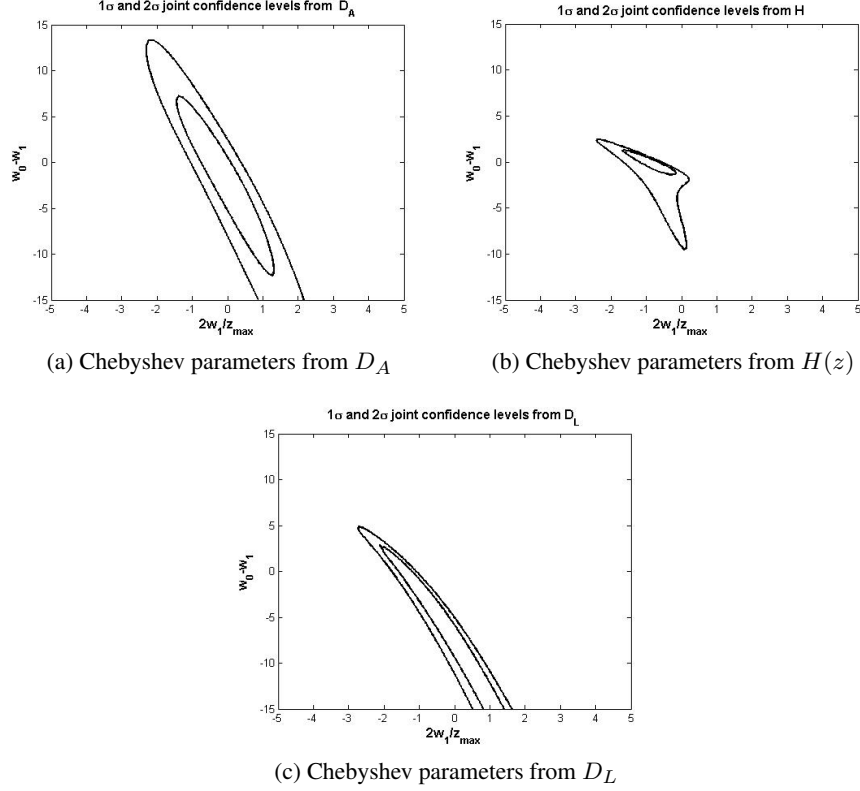 1σ and 2σ joint confidence levels from D_A
15
10
5
0
-5
-10
-15
w_0-w_1
-5 -4 -3 -2 -1 0 1 2 3 4 5
2w_1/z_max
(a) Chebyshev parameters from D_A
1σ and 2σ joint confidence levels from H
15
10
5
0
-5
-10
-15
w_0-w_1
-5 -4 -3 -2 -1 0 1 2 3 4 5
2w_1/z_max
(b) Chebyshev parameters from H(z)
1σ and 2σ joint confidence levels from D_L
15
10
5
0
-5
-10
-15
w_0-w_1
-5 -4 -3 -2 -1 0 1 2 3 4 5
2w_1/z_max
(c) Chebyshev parameters from D_L